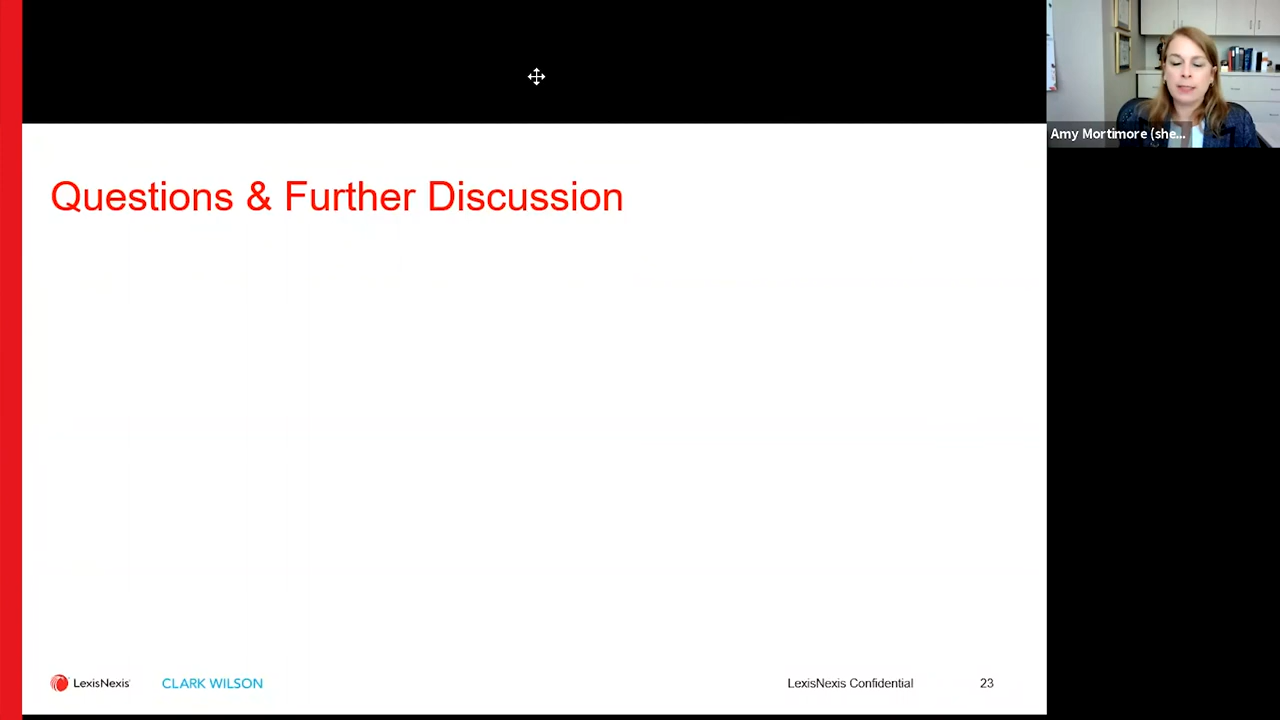 Amy Mortimore (she...
Questions & Further Discussion
LexisNexis
CLARK WILSON
LexisNexis Confidential
23